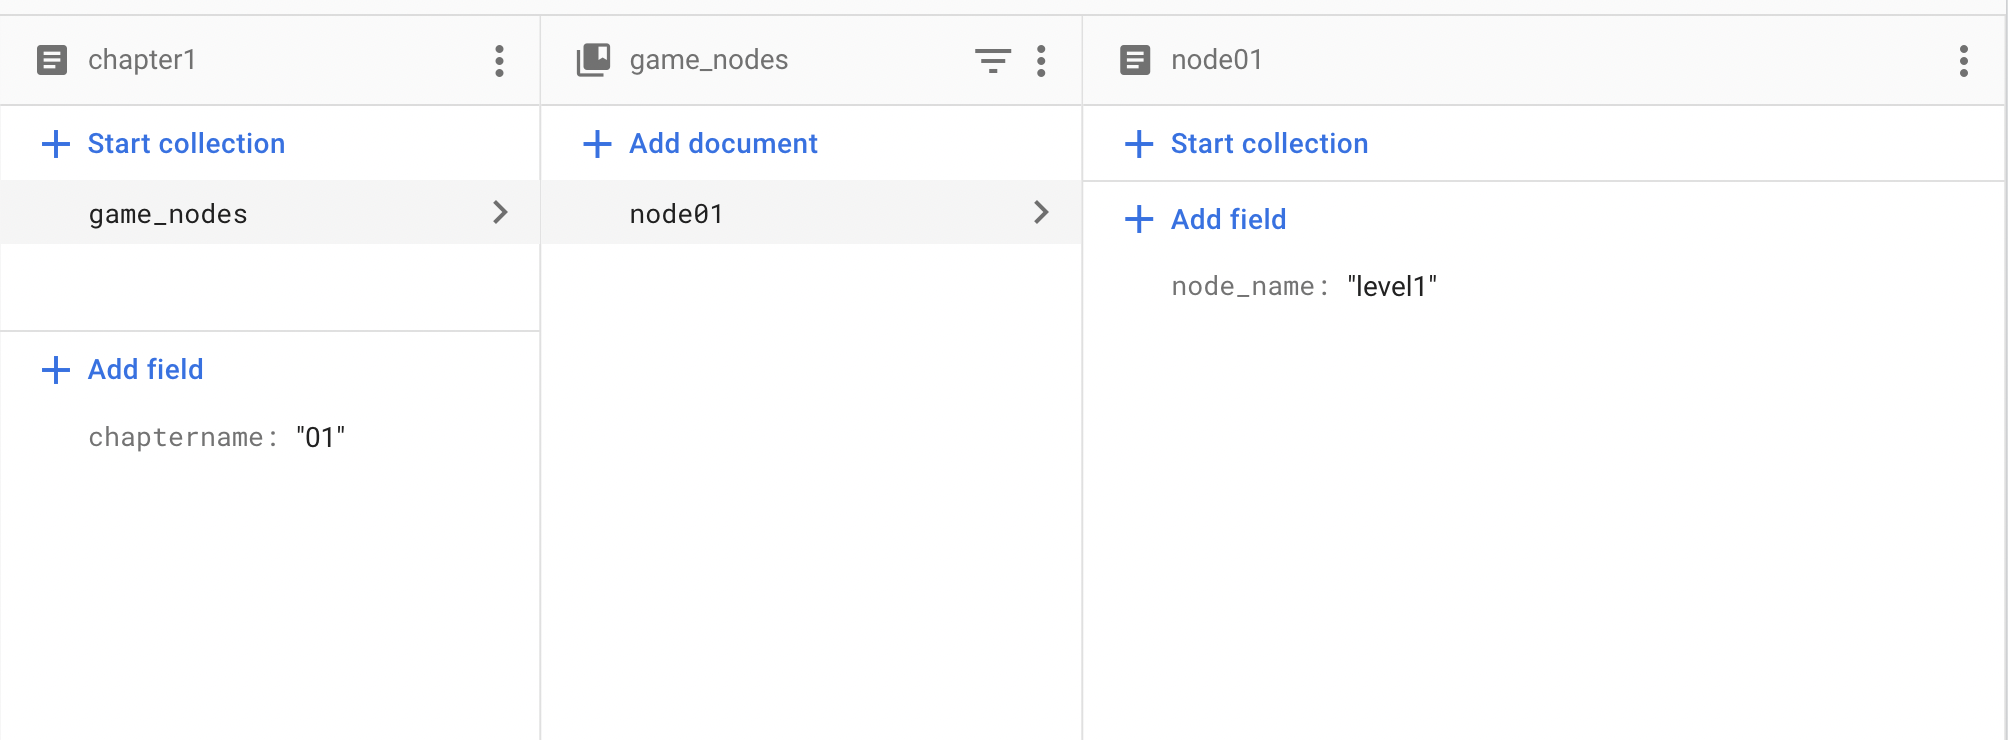 chapter1
Start collection
game_nodes
Add field
chaptername: "01"
game_nodes
Add document
node01
node01
Start collection
Add field
node_name: "level1"